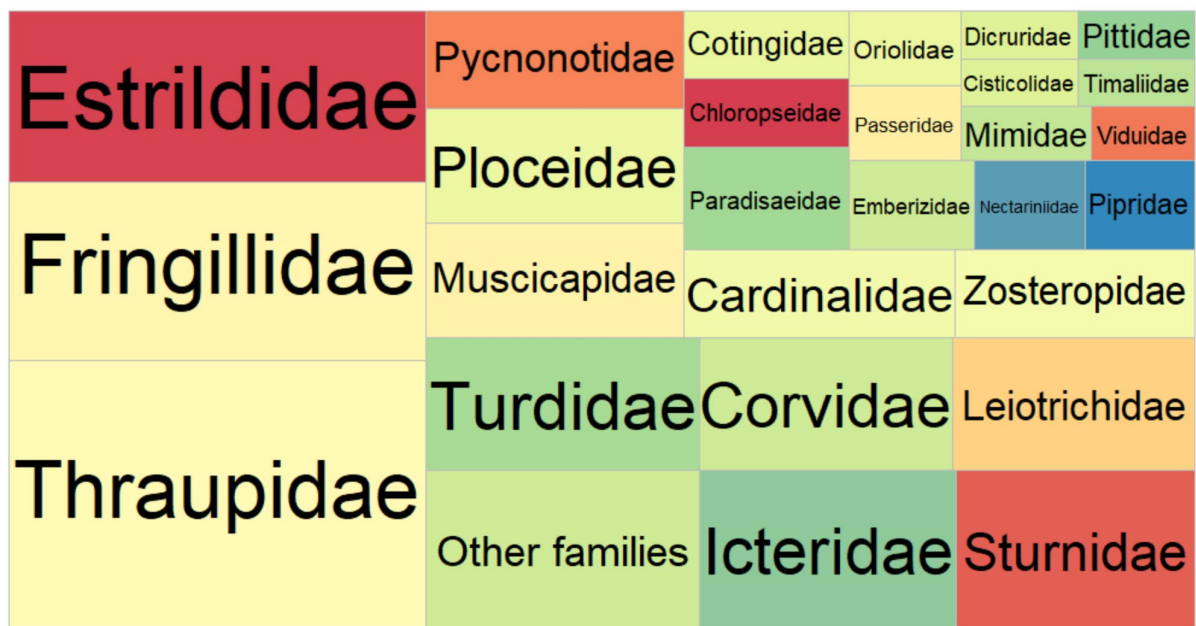 Estrildidae
Fringillidae
Thraupidae
Pycnonotidae
Ploceidae
Muscicapidae
Cotingidae
Oriolidae
Dicruridae
Pittidae
Chloropseidae
Passeridae
Cisticolidae
Timaliidae
Mimidae
Viduidae
Paradisaeidae
Emberizidae
Nectariniidae
Pipridae
Cardinalidae
Zosteropidae
Turdidae
Corvidae
Leiotrichidae
Other families
Icteridae
Sturnidae